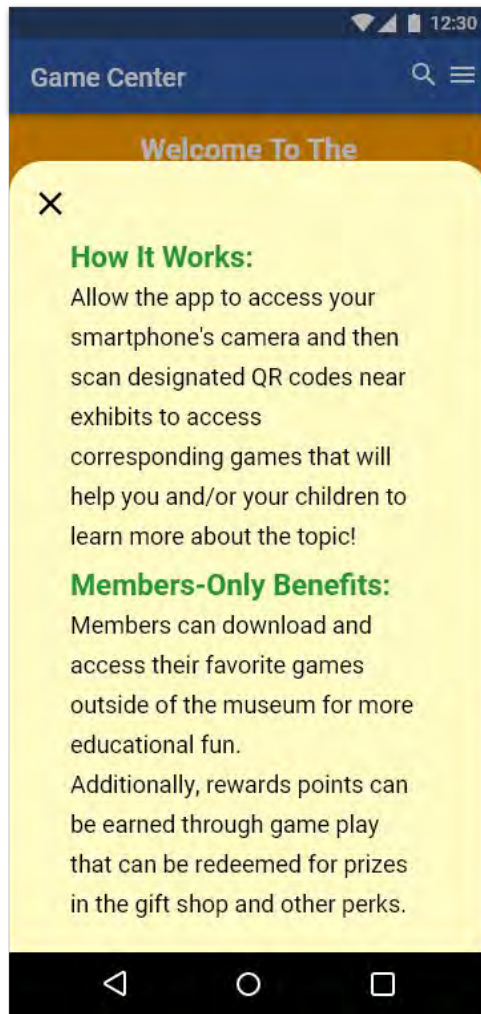 12:30
Game Center
Welcome To The
How It Works:
Allow the app to access your
smartphone's camera and then
scan designated QR codes near
exhibits to access
corresponding games that will
help you and/or your children to
learn more about the topic!
Members-Only Benefits:
Members can download and
access their favorite games
outside of the museum for more
educational fun.
Additionally, rewards points can
be earned through game play
that can be redeemed for prizes
in the gift shop and other perks.